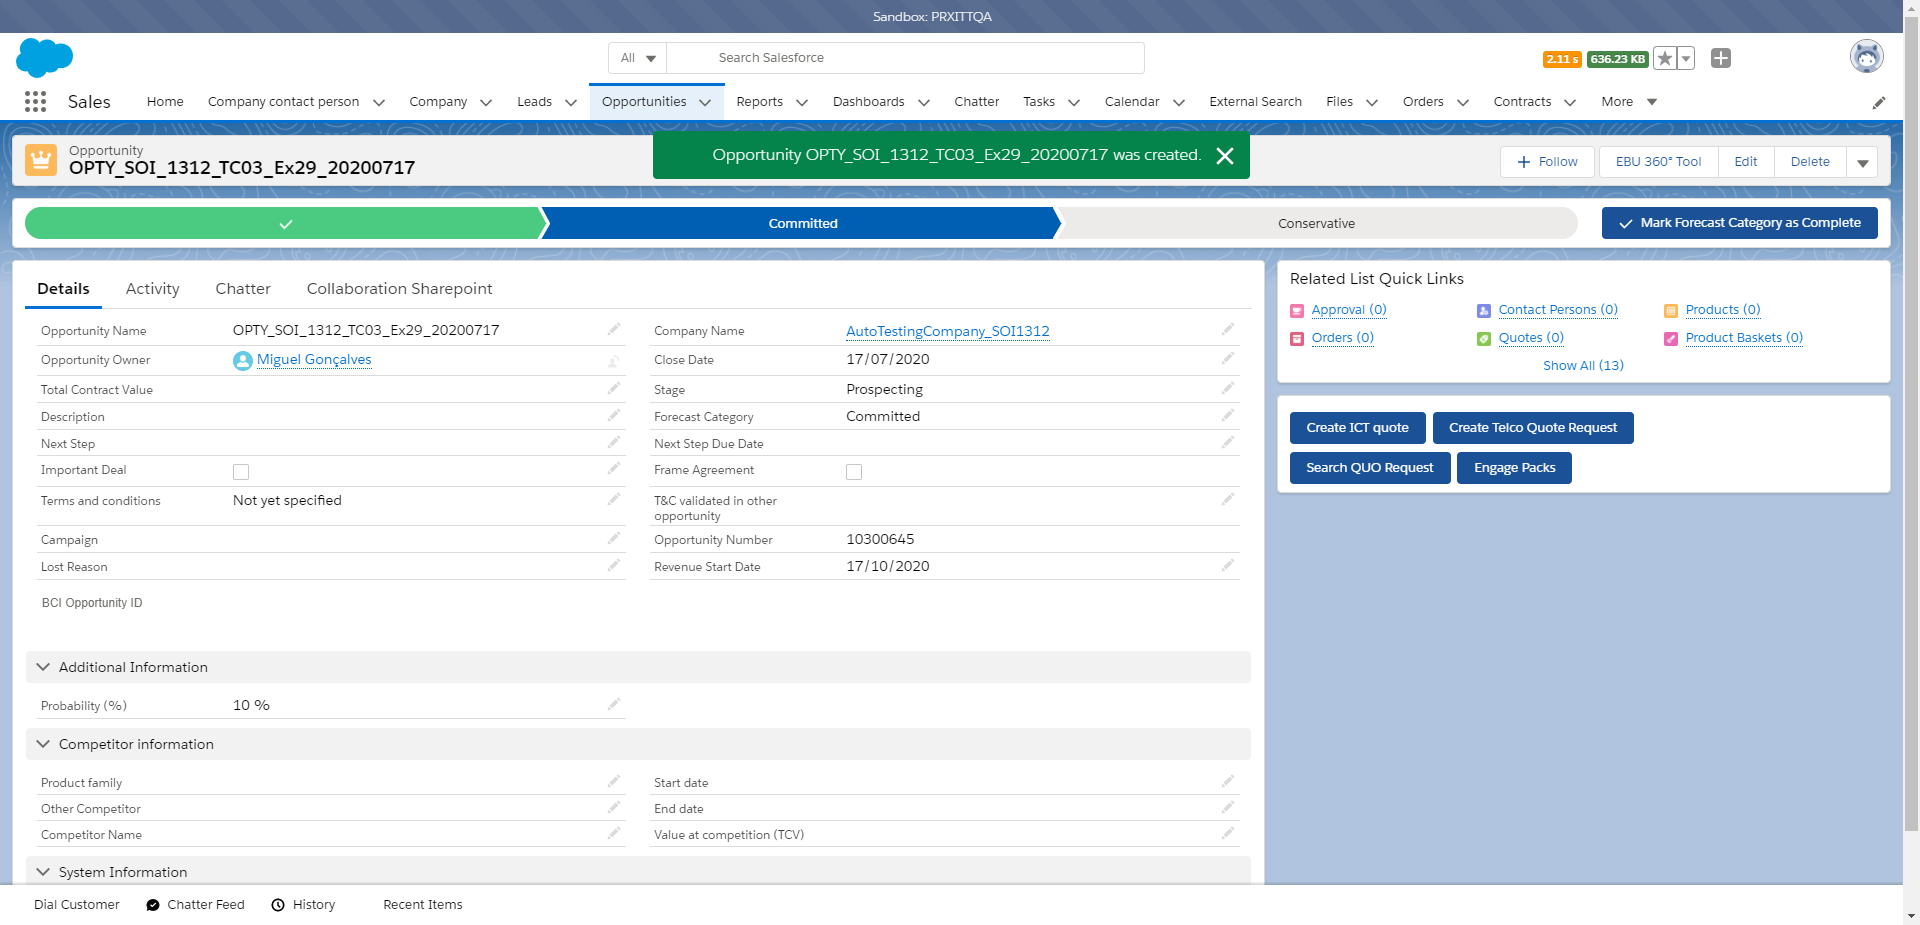 Sandbox: PRXITTQA
All
Search Salesforce
2.11 s
636.23 KB
Sales
Home
Company contact person
Company
Leads
Opportunities
Reports
Dashboards
Chatter
Tasks
Calendar
External Search
Files
Orders
Contracts
More
Opportunity
OPTY_SOI_1312_TC03_Ex29_20200717
Opportunity OPTY_SOI_1312_TC03_Ex29_20200717 was created.
Follow
EBU 360° Tool
Edit
Delete
Committed
Conservative
Mark Forecast Category as Complete
Details
Activity
Chatter
Collaboration Sharepoint
Opportunity Name
OPTY_SOI_1312_TC03_Ex29_20200717
Company Name
AutoTestingCompany_SOI1312
Opportunity Owner
Miguel Gonçalves
Close Date
17/07/2020
Total Contract Value
Stage
Prospecting
Description
Forecast Category
Committed
Next Step
Next Step Due Date
Important Deal
Frame Agreement
Terms and conditions
Not yet specified
T&C validated in other
opportunity
Campaign
Opportunity Number
10300645
Lost Reason
Revenue Start Date
17/10/2020
BCI Opportunity ID
Additional Information
Probability (%)
10 %
Competitor information
Product family
Start date
Other Competitor
End date
Competitor Name
Value at competition (TCV)
System Information
Related List Quick Links
Approval (0)
Contact Persons (0)
Products (0)
Orders (0)
Quotes (0)
Product Baskets (0)
Show All (13)
Create ICT quote
Create Telco Quote Request
Search QUO Request
Engage Packs
Dial Customer
Chatter Feed
History
Recent Items